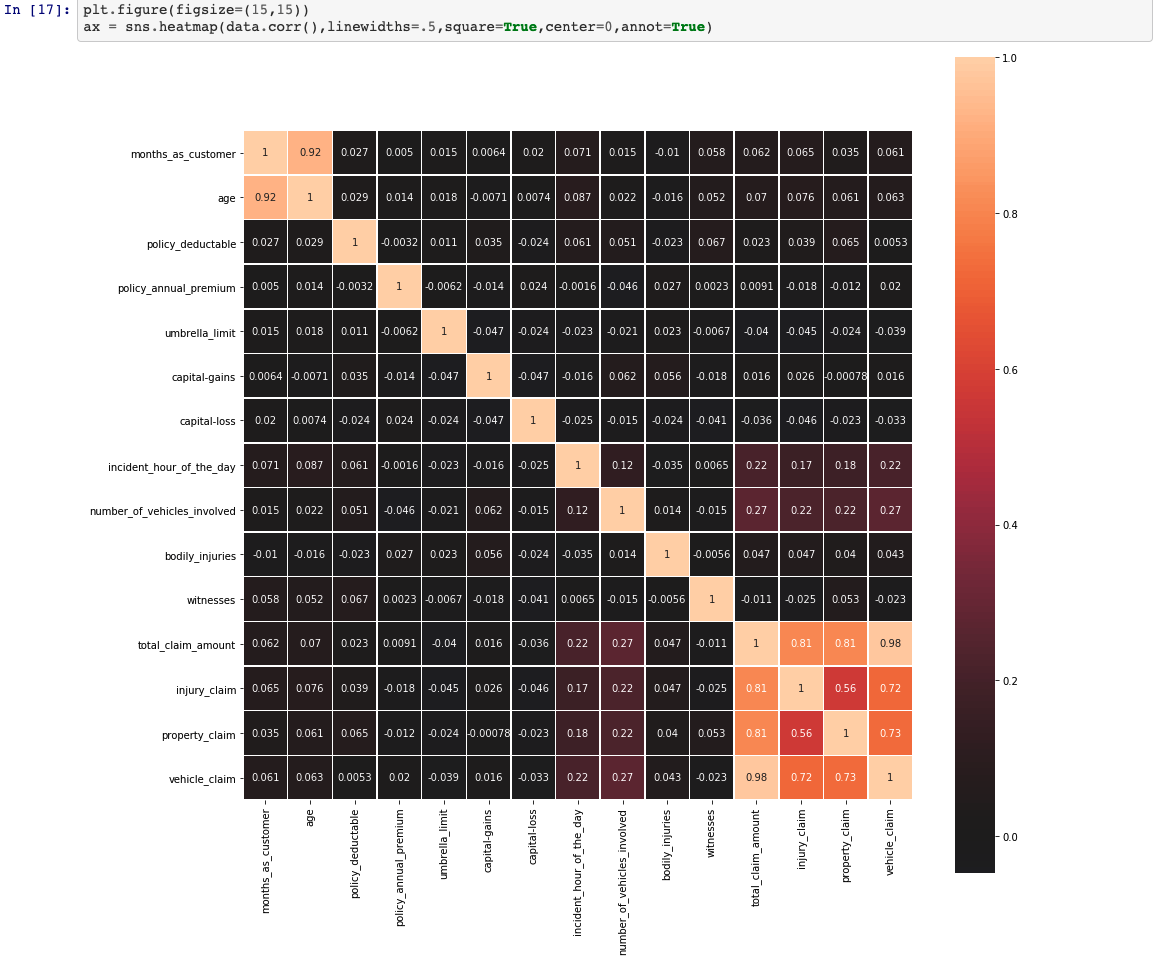 In [17]: plt.figure(figsize=(15,15))
ax = sns.heatmap(data.corr(),linewidths=.5,square=True,center=0,annot=True)
1.0
months_as_customer 1 0.92 0.027 0.005 0.015 0.0064 0.02 0.071 0.015 -0.01 0.058 0.062 0.065 0.035 0.061
age 0.92 1 0.029 0.014 0.018 -0.0071 0.0074 0.087 0.022 -0.016 0.052 0.07 0.076 0.061 0.063
0.8
policy_deductable 0.027 0.029 1 -0.0032 0.011 0.035 -0.024 0.061 0.051 -0.023 0.067 0.023 0.039 0.065 0.0053
policy_annual_premium 0.005 0.014 -0.0032 1 -0.0062 -0.014 0.024 -0.0016 -0.046 0.027 0.0023 0.0091 -0.018 -0.012 0.02
umbrella_limit 0.015 0.018 0.011 -0.0062 1 -0.047 -0.024 -0.023 -0.021 0.023 -0.0067 -0.04 -0.045 -0.024 -0.039
0.6
capital-gains 0.0064 -0.0071 0.035 -0.014 -0.047 1 -0.047 -0.016 0.062 0.056 -0.018 0.016 0.026 -0.00078 0.016
capital-loss 0.02 0.0074 -0.024 0.024 -0.024 -0.047 1 -0.025 -0.015 -0.024 -0.041 -0.036 -0.046 -0.023 -0.033
incident_hour_of_the_day 0.071 0.087 0.061 -0.0016 -0.023 -0.016 -0.025 1 0.12 -0.035 0.0065 0.22 0.17 0.18 0.22
number_of_vehicles_involved 0.015 0.022 0.051 -0.046 -0.021 0.062 -0.015 0.12 1 0.014 -0.015 0.27 0.22 0.22 0.27
0.4
bodily_injuries -0.01 -0.016 -0.023 0.027 0.023 0.056 -0.024 -0.035 0.014 1 -0.0056 0.047 0.047 0.04 0.043
witnesses 0.058 0.052 0.067 0.0023 -0.0067 -0.018 -0.041 0.0065 -0.015 -0.0056 1 -0.011 -0.025 0.053 -0.023
total_claim_amount 0.062 0.07 0.023 0.0091 -0.04 0.016 -0.036 0.22 0.27 0.047 -0.011 1 0.81 0.81 0.98
0.2
injury_claim 0.065 0.076 0.039 -0.018 -0.045 0.026 -0.046 0.17 0.22 0.047 -0.025 0.81 1 0.56 0.72
property_claim 0.035 0.061 0.065 -0.012 -0.024 -0.00078 -0.023 0.18 0.22 0.04 0.053 0.81 0.56 1 0.73
vehicle_claim 0.061 0.063 0.0053 0.02 -0.039 0.016 -0.033 0.22 0.27 0.043 -0.023 0.98 0.72 0.73 1
0.0
months_as_customer
age
policy_deductable
policy_annual_premium
umbrella_limit
capital-gains
capital-loss
incident_hour_of_the_day
number_of_vehicles_involved
bodily_injuries
witnesses
total_claim_amount
injury_claim
property_claim
vehicle_claim